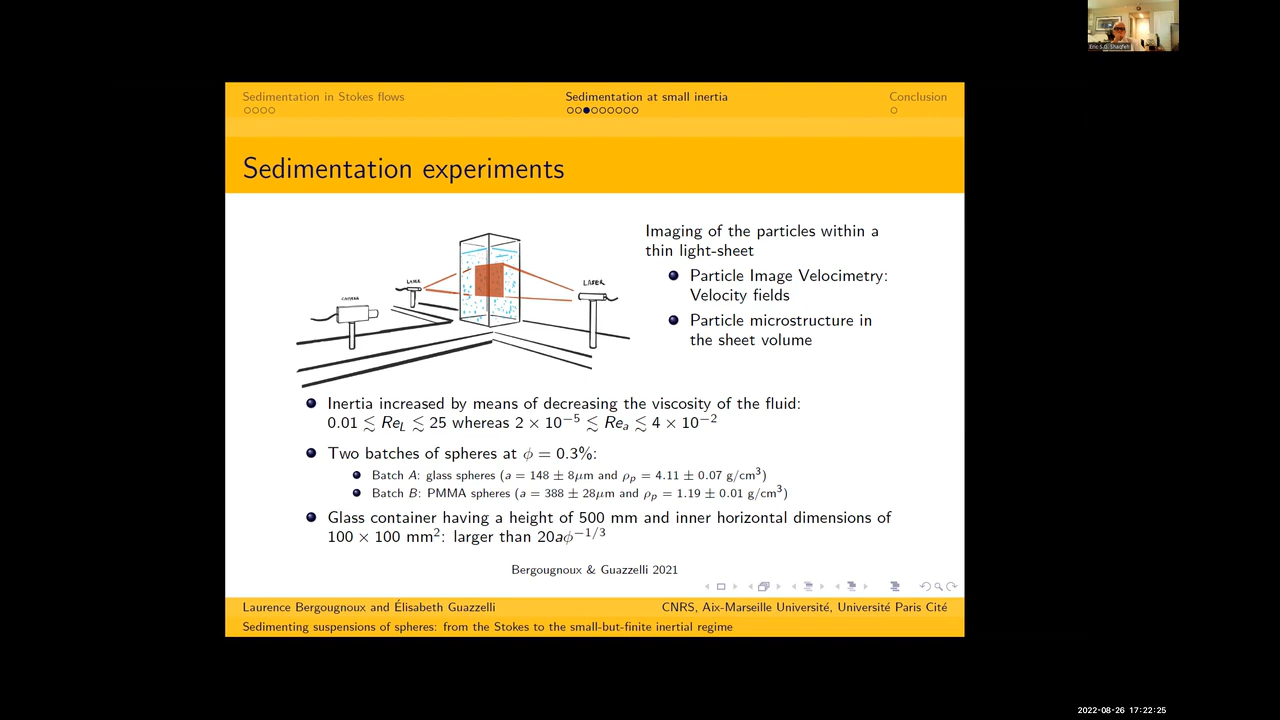 Eric S.G. Shaqfeh
Sedimentation in Stokes flows
Sedimentation at small inertia
Conclusion
Sedimentation experiments
Imaging of the particles within a
thin light-sheet
Particle Image Velocimetry:
Velocity fields
Particle microstructure in
the sheet volume
CAMERA
LASER
LASER
Inertia increased by means of decreasing the viscosity of the fluid:
0.01 ≲ Re_L ≲ 25 whereas 2 × 10⁻⁵ ≲ Re_a ≲ 4 × 10⁻²
Two batches of spheres at ϕ = 0.3%:
Batch A: glass spheres (a = 148 ± 8μm and ρ_p = 4.11 ± 0.07 g/cm³)
Batch B: PMMA spheres (a = 388 ± 28μm and ρ_p = 1.19 ± 0.01 g/cm³)
Glass container having a height of 500 mm and inner horizontal dimensions of
100 × 100 mm²: larger than 20aϕ⁻¹/³
Bergougnoux & Guazzelli 2021
Laurence Bergougnoux and Élisabeth Guazzelli
CNRS, Aix-Marseille Université, Université Paris Cité
Sedimenting suspensions of spheres: from the Stokes to the small-but-finite inertial regime
2022-08-26 17:22:25